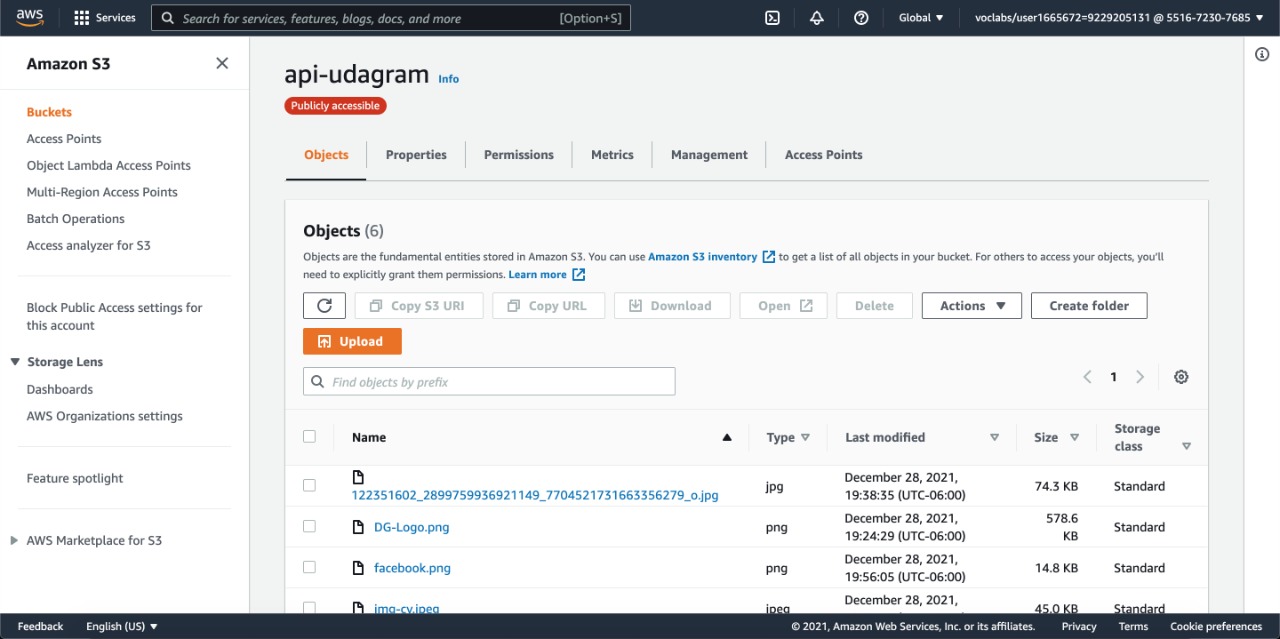 aws
Services
Search for services, features, blogs, docs, and more
[Option+S]
Global ▼
voclabs/user1665672=9229205131 @ 5516-7230-7685 ▼
Amazon S3
Buckets
Access Points
Object Lambda Access Points
Multi-Region Access Points
Batch Operations
Access analyzer for S3
Block Public Access settings for
this account
Storage Lens
Dashboards
AWS Organizations settings
Feature spotlight
AWS Marketplace for S3
api-udagram Info
Publicly accessible
Objects Properties Permissions Metrics Management Access Points
Objects (6)
Objects are the fundamental entities stored in Amazon S3. You can use Amazon S3 inventory to get a list of all objects in your bucket. For others to access your objects, you'll
need to explicitly grant them permissions. Learn more
Copy S3 URI Copy URL Download Open Delete Actions ▼ Create folder
Upload
Find objects by prefix
1
Name Type Last modified Size Storage
class
122351602_2899759936921149_7704521731663356279_o.jpg jpg December 28, 2021,
19:38:35 (UTC-06:00) 74.3 KB Standard
DG-Logo.png png December 28, 2021,
19:24:29 (UTC-06:00) 578.6
KB Standard
facebook.png png December 28, 2021,
19:56:05 (UTC-06:00) 14.8 KB Standard
img-cv.jpeg jpeg December 28, 2021, 45.0 KB Standard
Feedback English (US) ▼ © 2021, Amazon Web Services, Inc. or its affiliates. Privacy Terms Cookie preferences